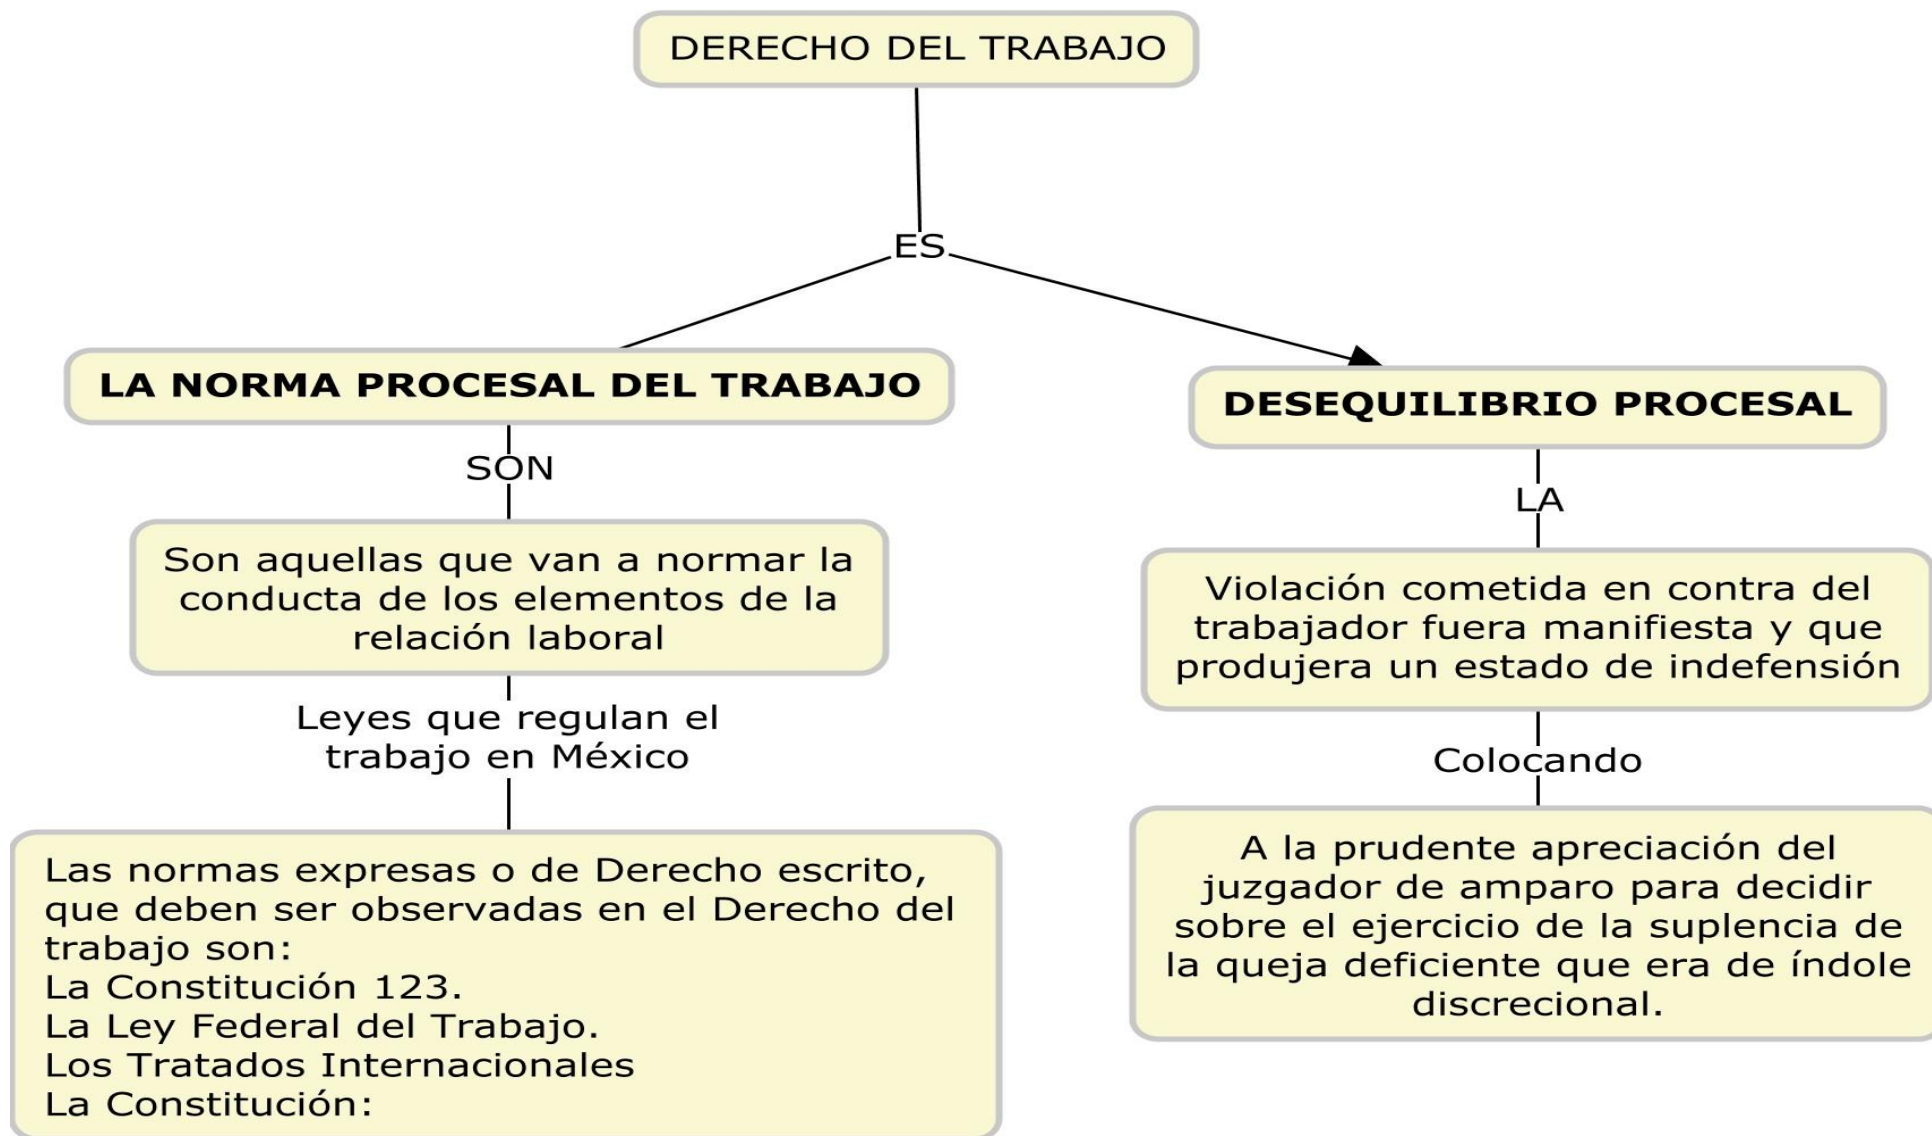 DERECHO DEL TRABAJO
ES
LA NORMA PROCESAL DEL TRABAJO
SON
Son aquellas que van a normar la
conducta de los elementos de la
relación laboral
Leyes que regulan el
trabajo en México
Las normas expresas o de Derecho escrito,
que deben ser observadas en el Derecho del
trabajo son:
La Constitución 123.
La Ley Federal del Trabajo.
Los Tratados Internacionales
La Constitución:
DESEQUILIBRIO PROCESAL
LA
Violación cometida en contra del
trabajador fuera manifiesta y que
produjera un estado de indefensión
Colocando
A la prudente apreciación del
juzgador de amparo para decidir
sobre el ejercicio de la suplencia de
la queja deficiente que era de índole
discrecional.